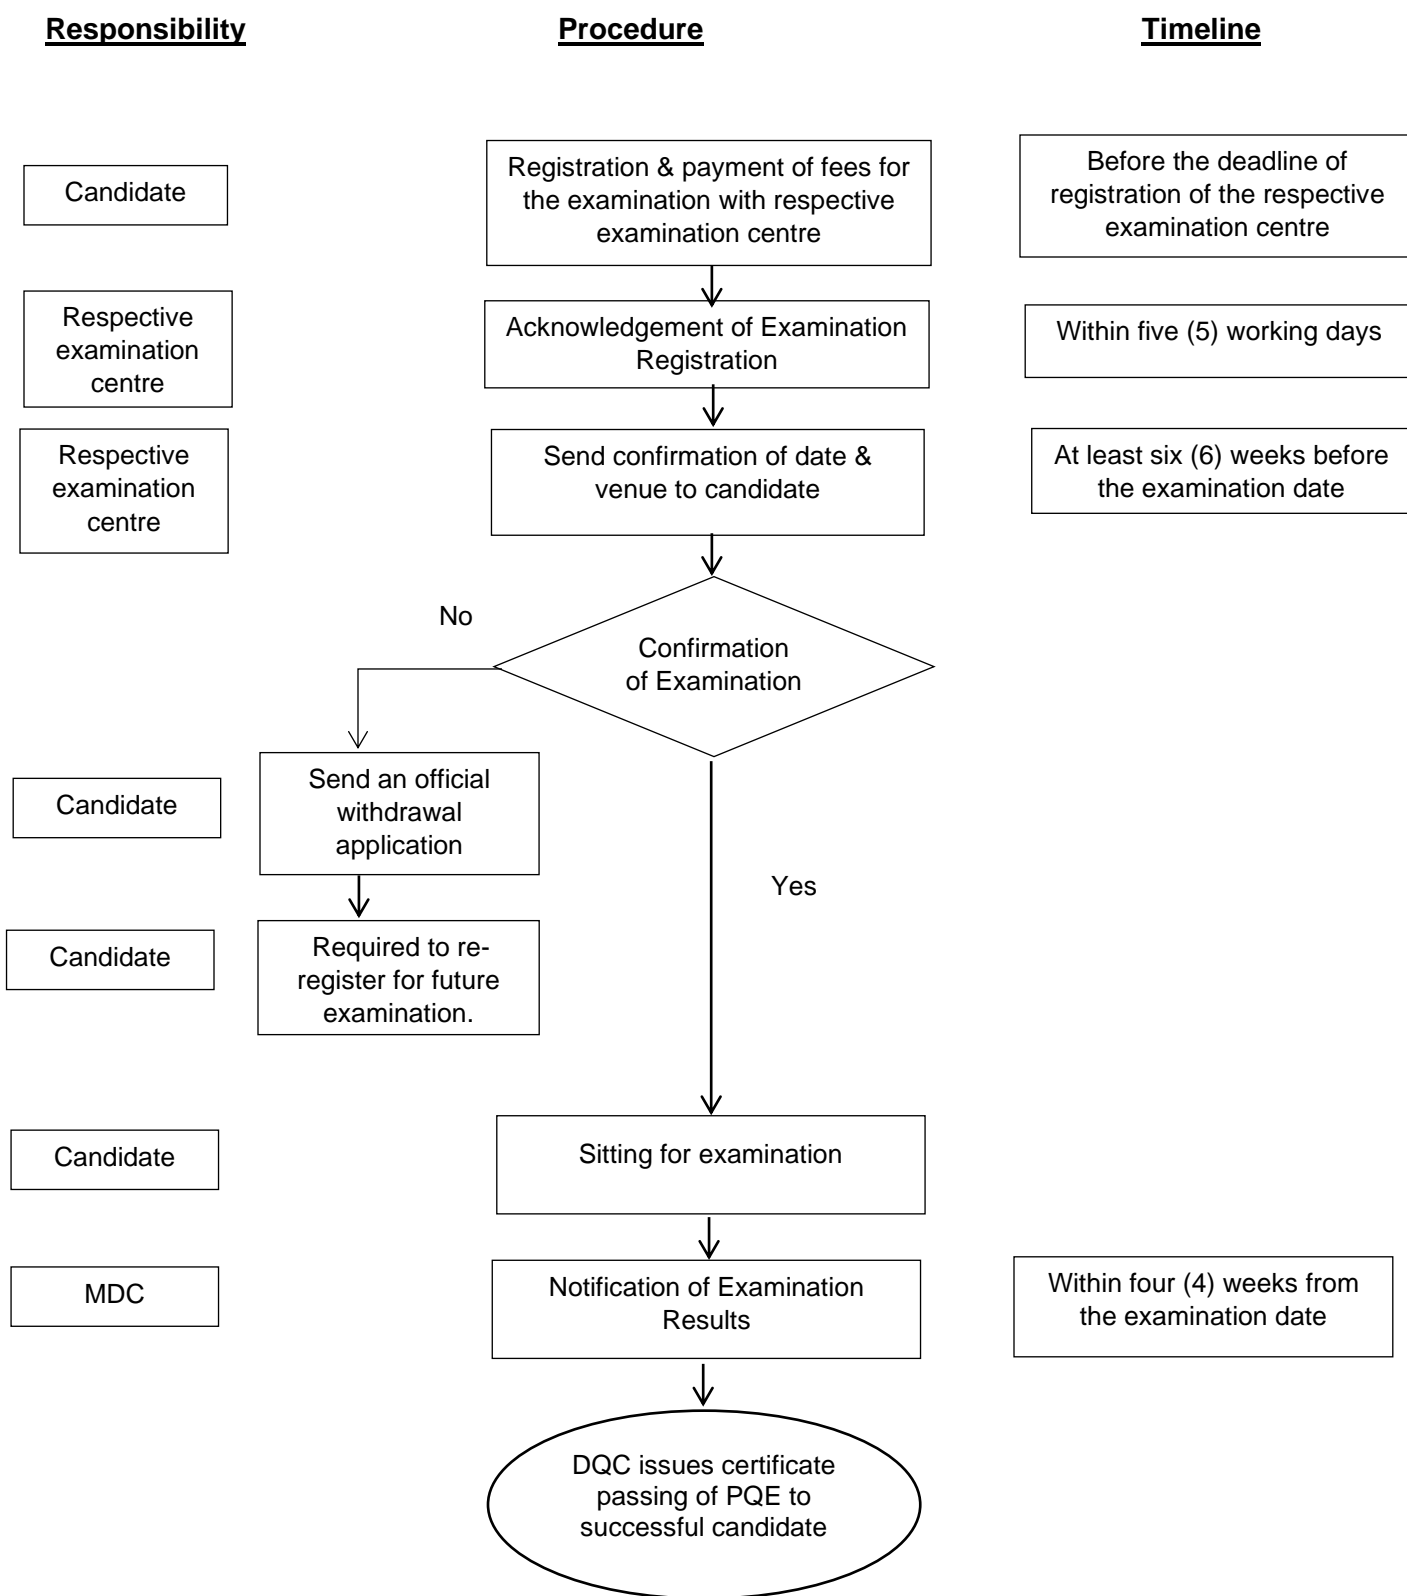 Responsibility
Procedure
Timeline
Candidate
Registration & payment of fees for
the examination with respective
examination centre
Before the deadline of
registration of the respective
examination centre
Respective
examination
centre
Acknowledgement of Examination
Registration
Within five (5) working days
Respective
examination
centre
Send confirmation of date &
venue to candidate
At least six (6) weeks before
the examination date
No
Confirmation
of Examination
Candidate
Send an official
withdrawal
application
Yes
Candidate
Required to re-
register for future
examination.
Candidate
Sitting for examination
MDC
Notification of Examination
Results
Within four (4) weeks from
the examination date
DQC issues certificate
passing of PQE to
successful candidate